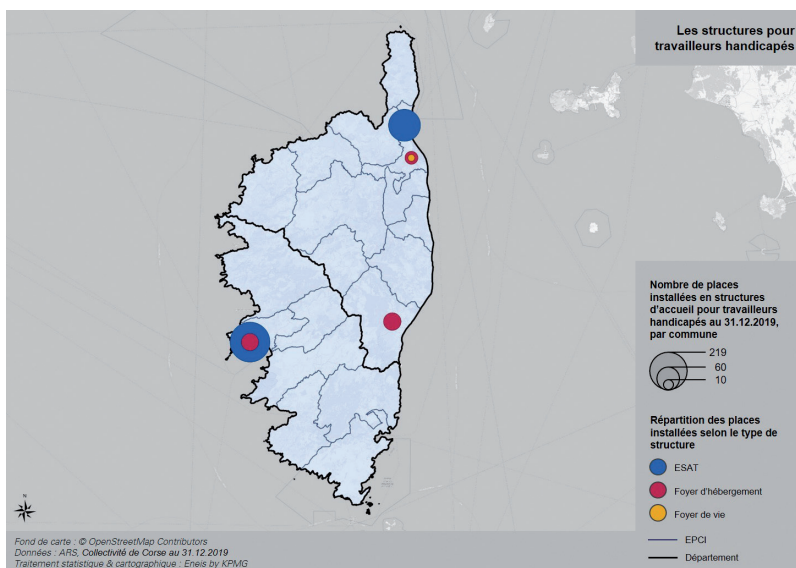 Les structures pour
travailleurs handicapés
Nombre de places
installées en structures
d'accueil pour travailleurs
handicapés au 31.12.2019,
par commune
219
60
10
Répartition des places
installées selon le type de
structure
ESAT
Foyer d'hébergement
Foyer de vie
EPCI
Département
N
Fond de carte : © OpenStreetMap Contributors
Données : ARS, Collectivité de Corse au 31.12.2019
Traitement statistique & cartographique : Eneis by KPMG